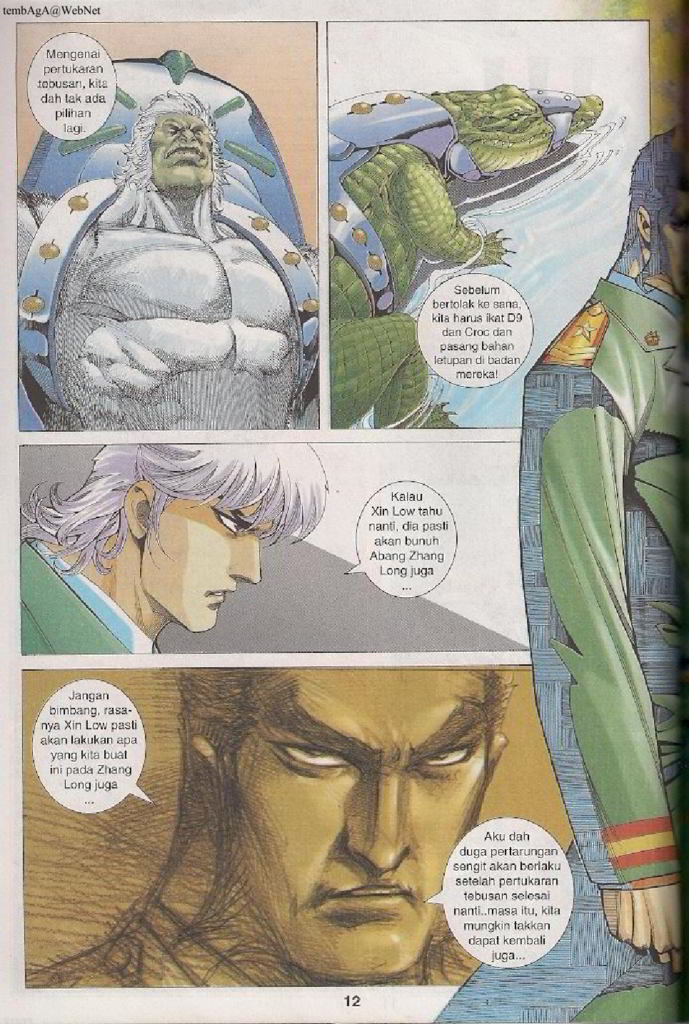 tembAgA@WebNet
Mengenai
pertukaran
tebusan, kita
dah tak ada
pilihan
lagi.
Sebelum
bertolak ke sana,
kita harus ikat D9
dan Croc dan
pasang bahan
letupan di badan
mereka!
Kalau
Xin Low tahu
nanti, dia pasti
akan bunuh
Abang Zhang
Long juga
...
Jangan
bimbang, rasa-
nya Xin Low pasti
akan lakukan apa
yang kita buat
ini pada Zhang
Long juga
...
Aku dah
duga pertarungan
sengit akan berlaku
setelah pertukaran
tebusan selesai
nanti..masa itu, kita
mungkin takkan
dapat kembali
juga...
12